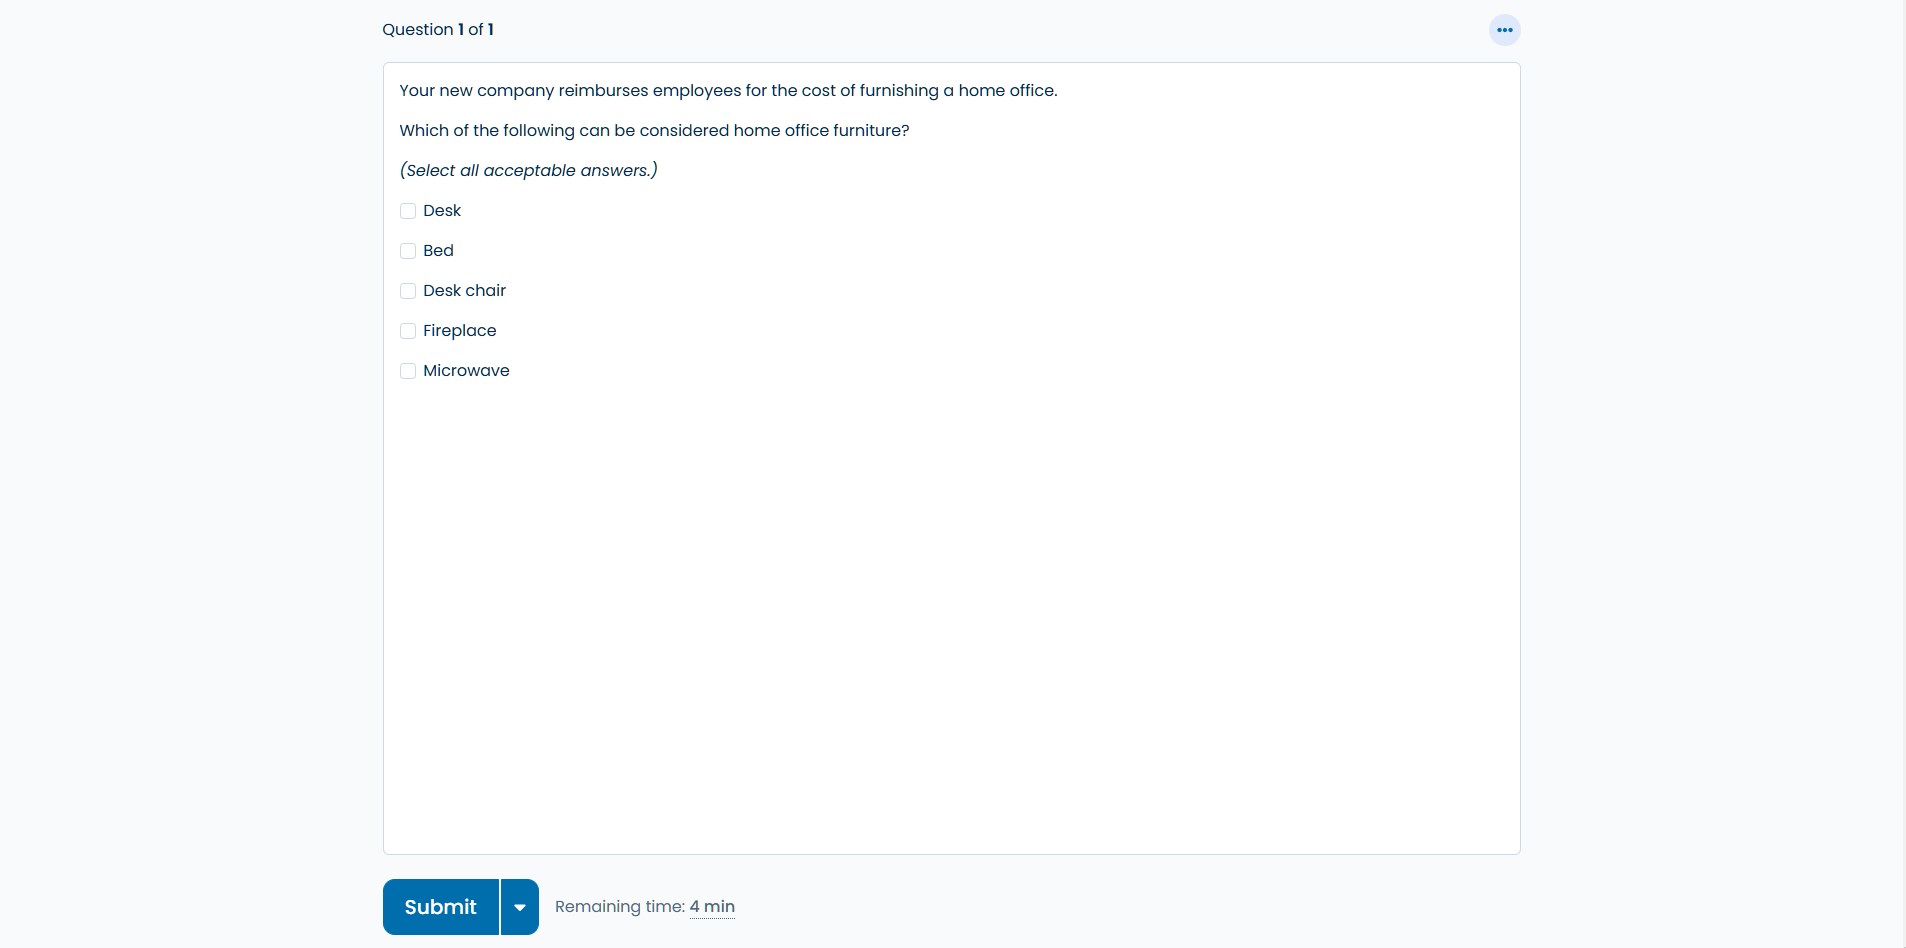 Question 1 of 1
Your new company reimburses employees for the cost of furnishing a home office.
Which of the following can be considered home office furniture?
(Select all acceptable answers.)
Desk
Bed
Desk chair
Fireplace
Microwave
Submit
Remaining time: 4 min